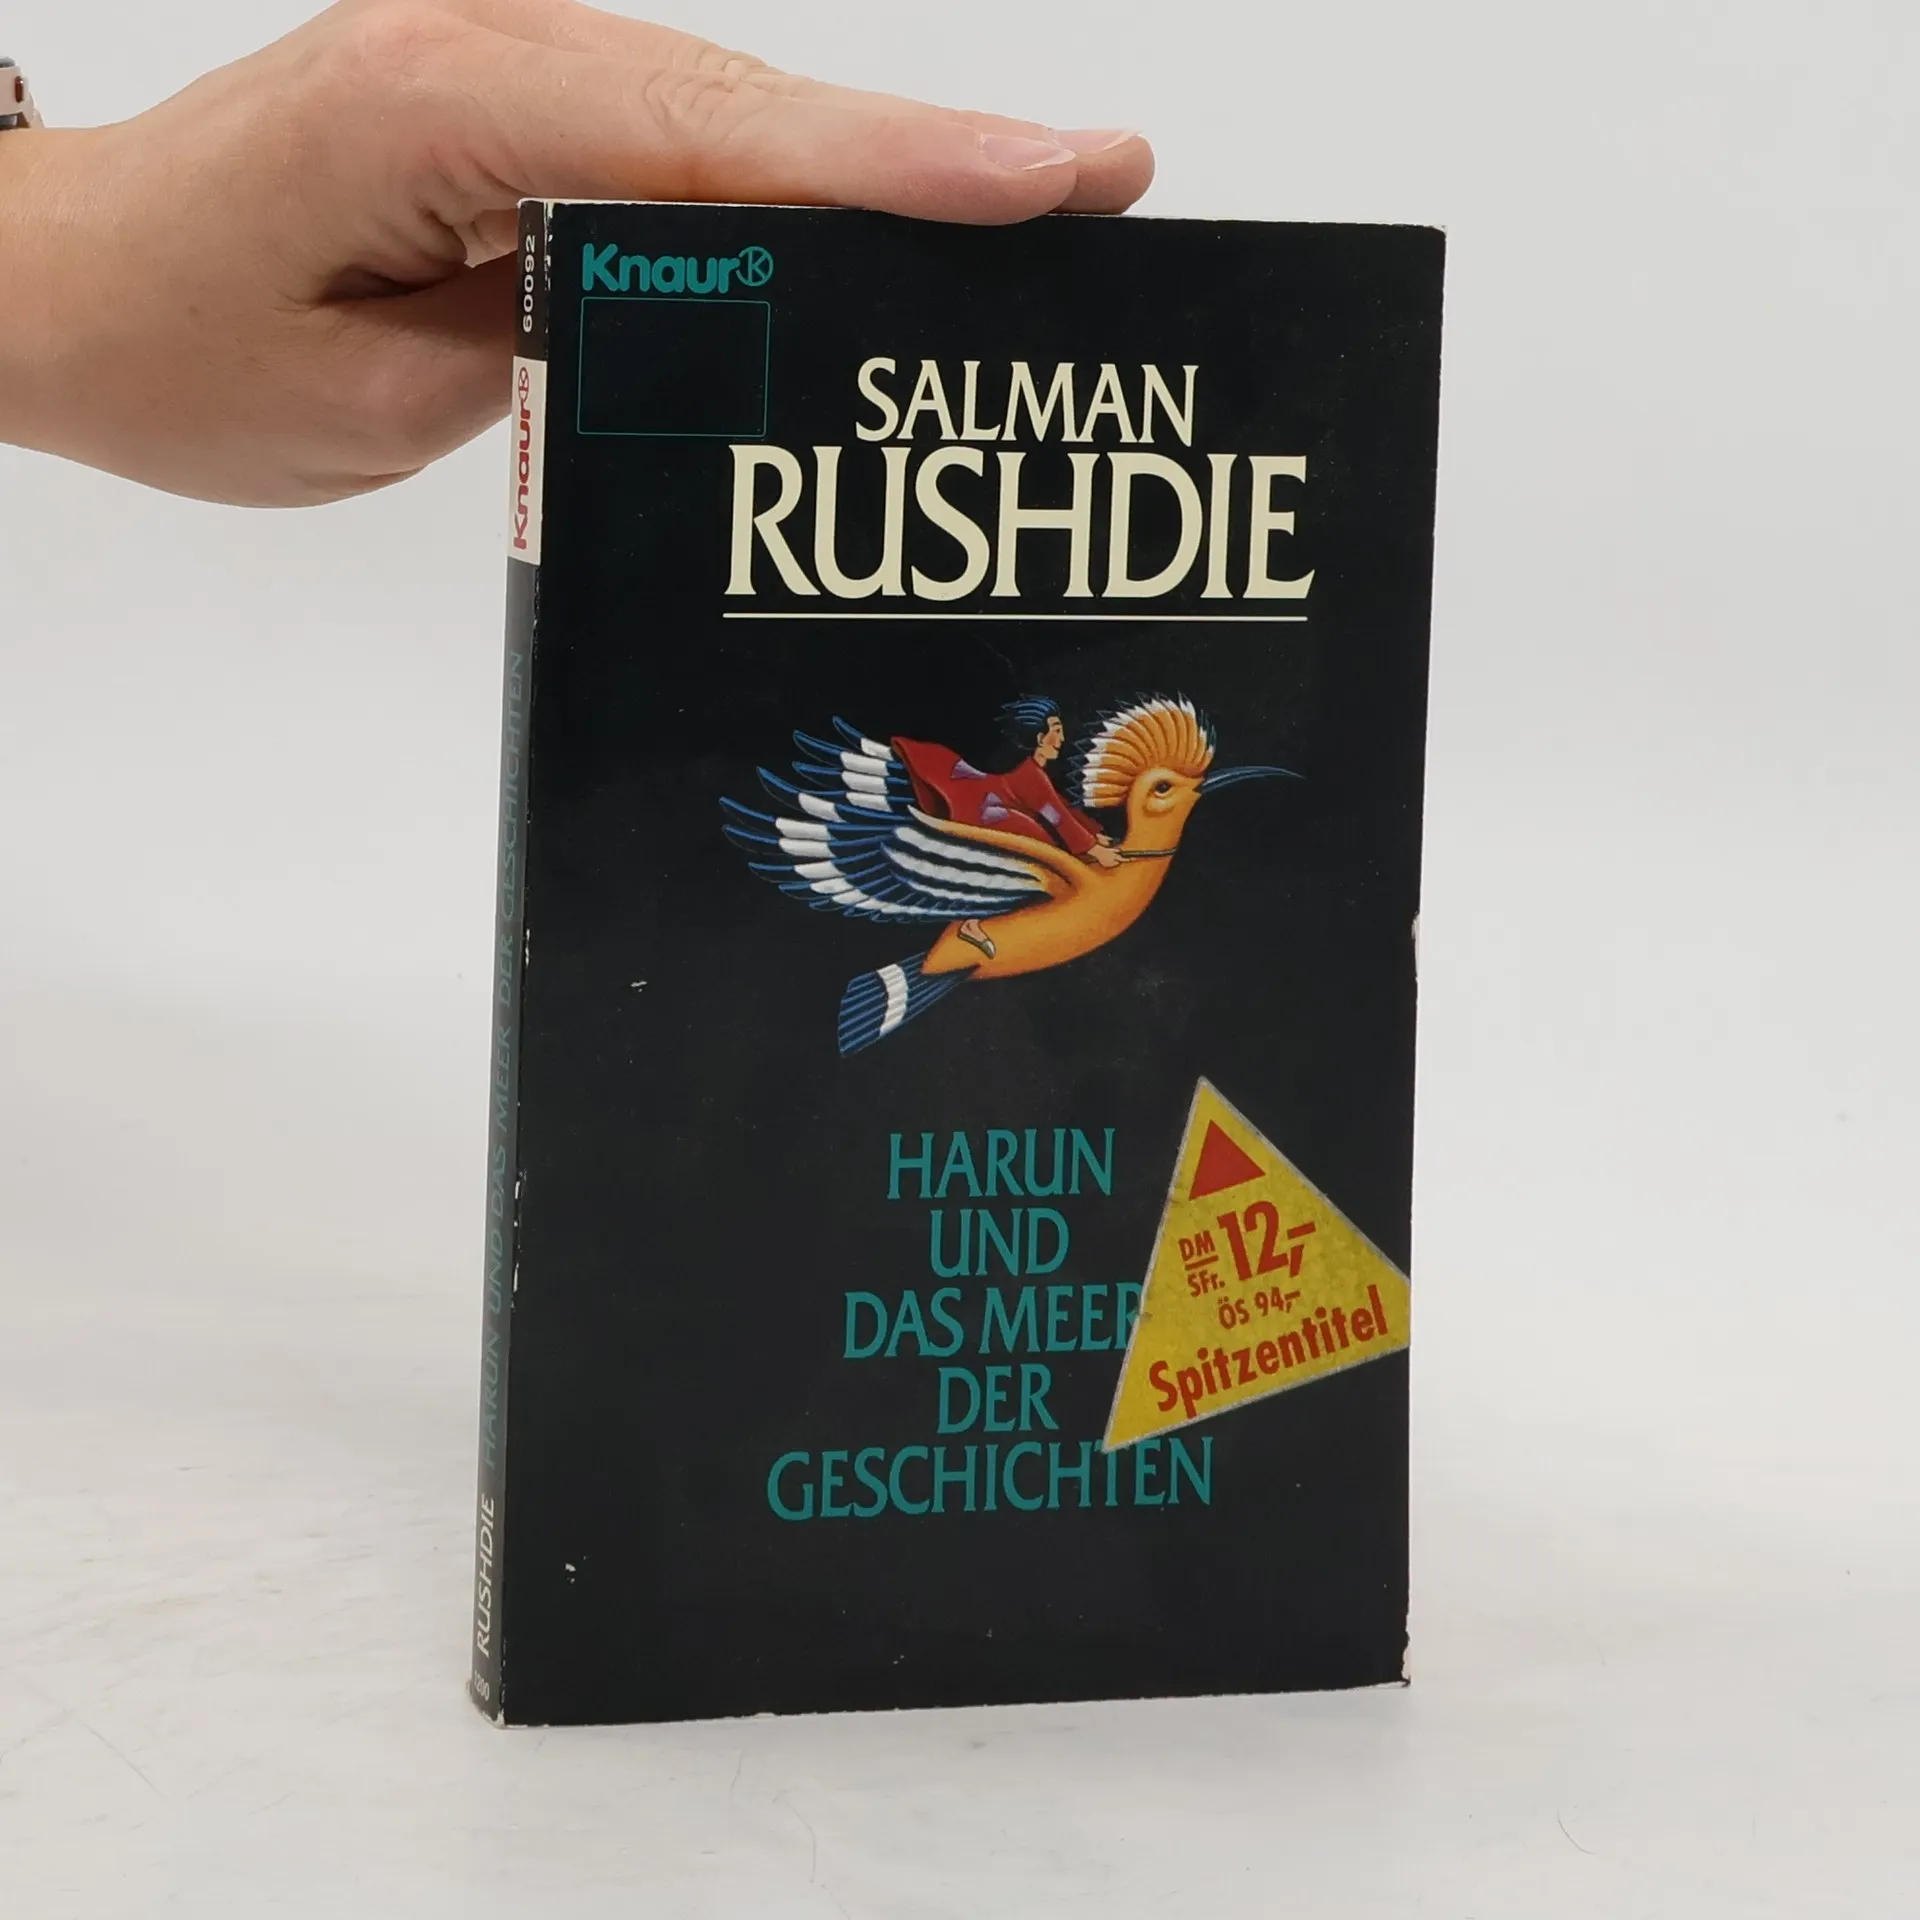 Knaur K
SALMAN
RUSHDIE
HARUN
UND
DAS MEER
DER
GESCHICHTEN
DM
SFr.
12,-
ÖS 94,-
Spitzentitel
60092
Knaur K
RUSHDIE HARUN UND DAS MEER DER GESCHICHTEN
1200